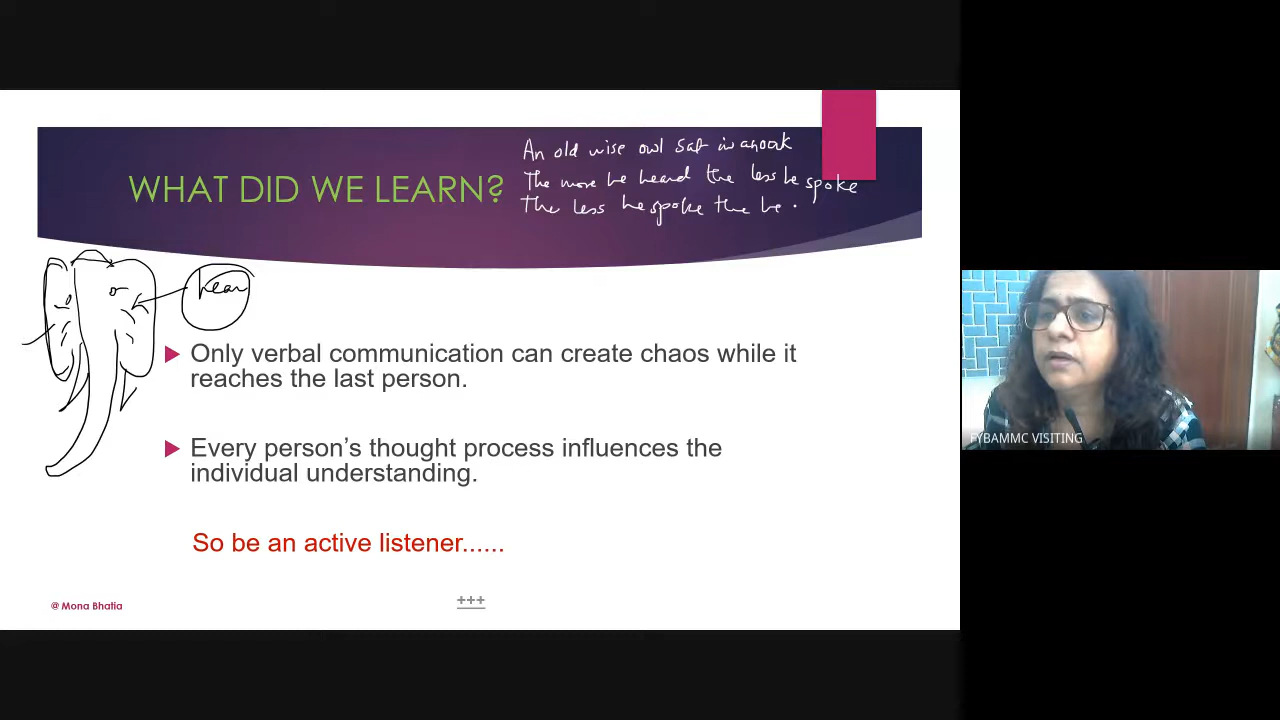 An old wise owl sat in a nook
The more he heard the less he spoke
The less he spoke the he .
WHAT DID WE LEARN?
hear
Only verbal communication can create chaos while it
reaches the last person.
Every person’s thought process influences the
individual understanding.
So be an active listener......
@ Mona Bhatia
+++
FYBAMMC VISITING